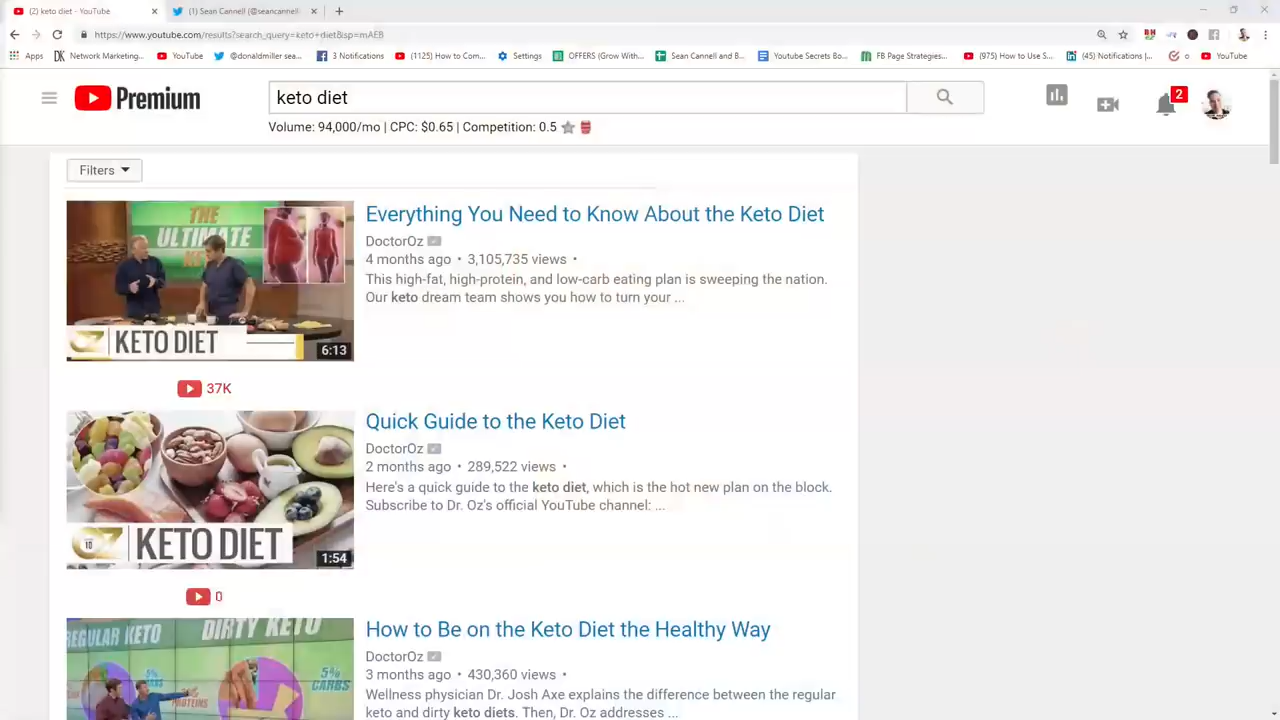 (2) keto diet - YouTube
(1) Sean Cannell (@seancannell
https://www.youtube.com/results?search_query=keto+diet&sp=mAEB
Apps
Network Marketing...
YouTube
@donaldmiller sea...
3 Notifications
(1125) How to Com...
Settings
OFFERS (Grow With...
Sean Cannell and B...
Youtube Secrets Bo...
FB Page Strategies...
(975) How to Use S...
(45) Notifications | ...
0
YouTube
Premium
keto diet
2
Volume: 94,000/mo | CPC: $0.65 | Competition: 0.5
Filters
THE
ULTIMATE
KETO DIET
6:13
37K
Everything You Need to Know About the Keto Diet
DoctorOz
4 months ago • 3,105,735 views •
This high-fat, high-protein, and low-carb eating plan is sweeping the nation.
Our keto dream team shows you how to turn your ...
KETO DIET
1:54
0
Quick Guide to the Keto Diet
DoctorOz
2 months ago • 289,522 views •
Here's a quick guide to the keto diet, which is the hot new plan on the block.
Subscribe to Dr. Oz's official YouTube channel: ...
REGULAR KETO
DIRTY KETO
5%
5%
CARBS
PROTEINS
How to Be on the Keto Diet the Healthy Way
DoctorOz
3 months ago • 430,360 views •
Wellness physician Dr. Josh Axe explains the difference between the regular
keto and dirty keto diets. Then, Dr. Oz addresses ...